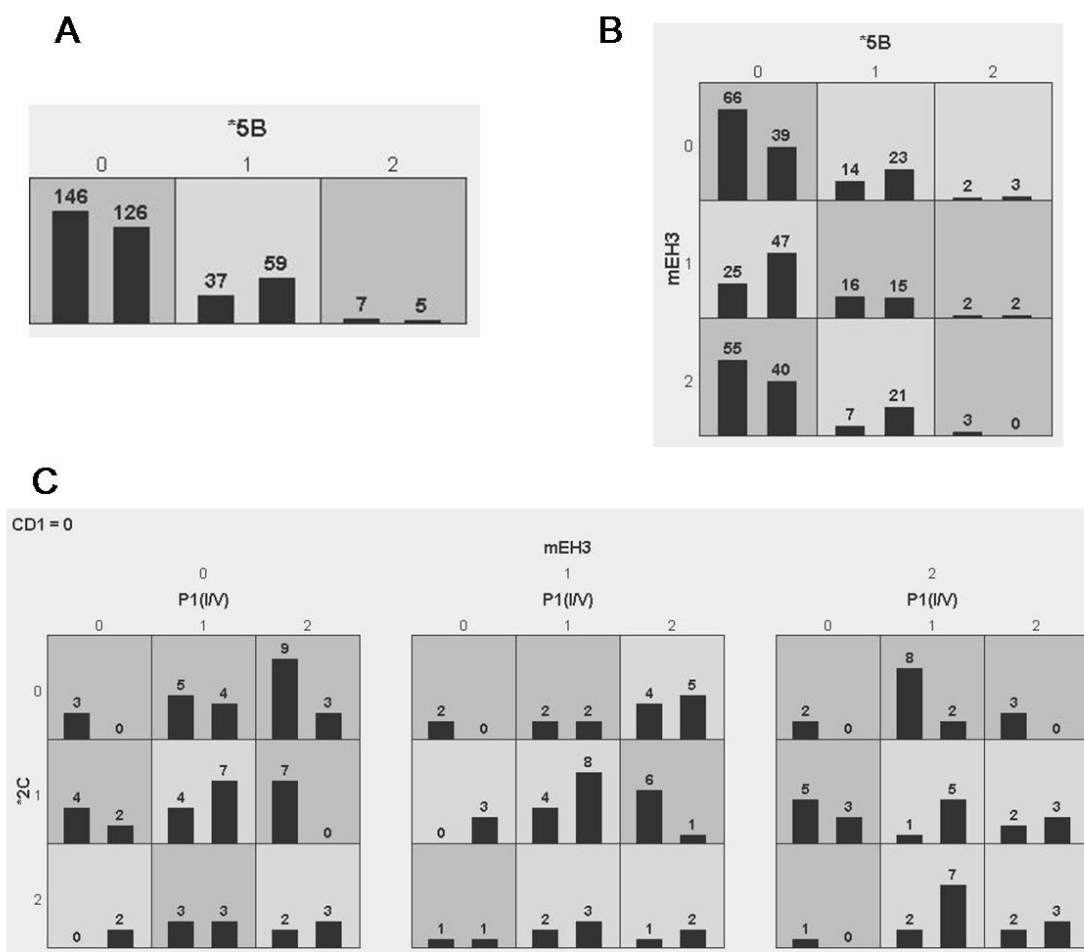 A
*5B
0 1 2
146 126 37 59 7 5
B
*5B
0 1 2
66 39 14 23 2 3
0
mEH3
25 47 16 15 2 2
1
55 40 7 21 3 0
2
C
CD1 = 0
mEH3
0 1 2
P1(I/V) P1(I/V) P1(I/V)
0 1 2 0 1 2 0 1 2
0 3 0 5 4 9 3 2 0 2 2 4 5 2 0 8 2 3 0
*2C
1 4 2 4 7 7 0 0 3 4 8 6 1 5 3 1 5 2 3
2 0 2 3 3 2 3 1 1 2 3 1 2 1 0 2 7 2 3